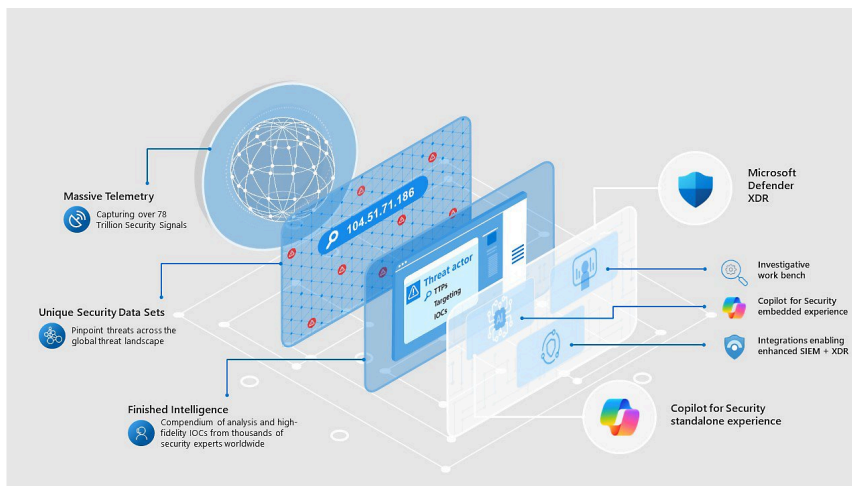 Massive Telemetry
Capturing over 78
Trillion Security Signals
Unique Security Data Sets
Pinpoint threats across the
global threat landscape
Finished Intelligence
Compendium of analysis and high-
fidelity IOCs from thousands of
security experts worldwide
104.51.71.186
Threat actor
TTPs
Targeting
IOCs
AI
Microsoft
Defender
XDR
Investigative
work bench
Copilot for Security
embedded experience
Integrations enabling
enhanced SIEM + XDR
Copilot for Security
standalone experience